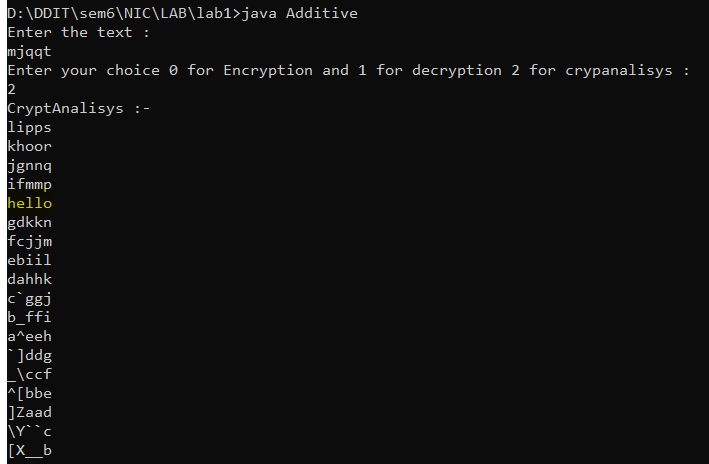 D:\DDIT\sem6\NIC\LAB\lab1>java Additive
Enter the text :
mjqqt
Enter your choice 0 for Encryption and 1 for decryption 2 for crypanalisys :
2
CryptAnalisys :-
lipps
khoor
jgnnq
ifmmp
hello
gdkkn
fcjjm
ebiil
dahhk
c`ggj
b_ffi
a^eeh
`]ddg
_\ccf
^[bbe
]Zaad
\Y``c
[X__b